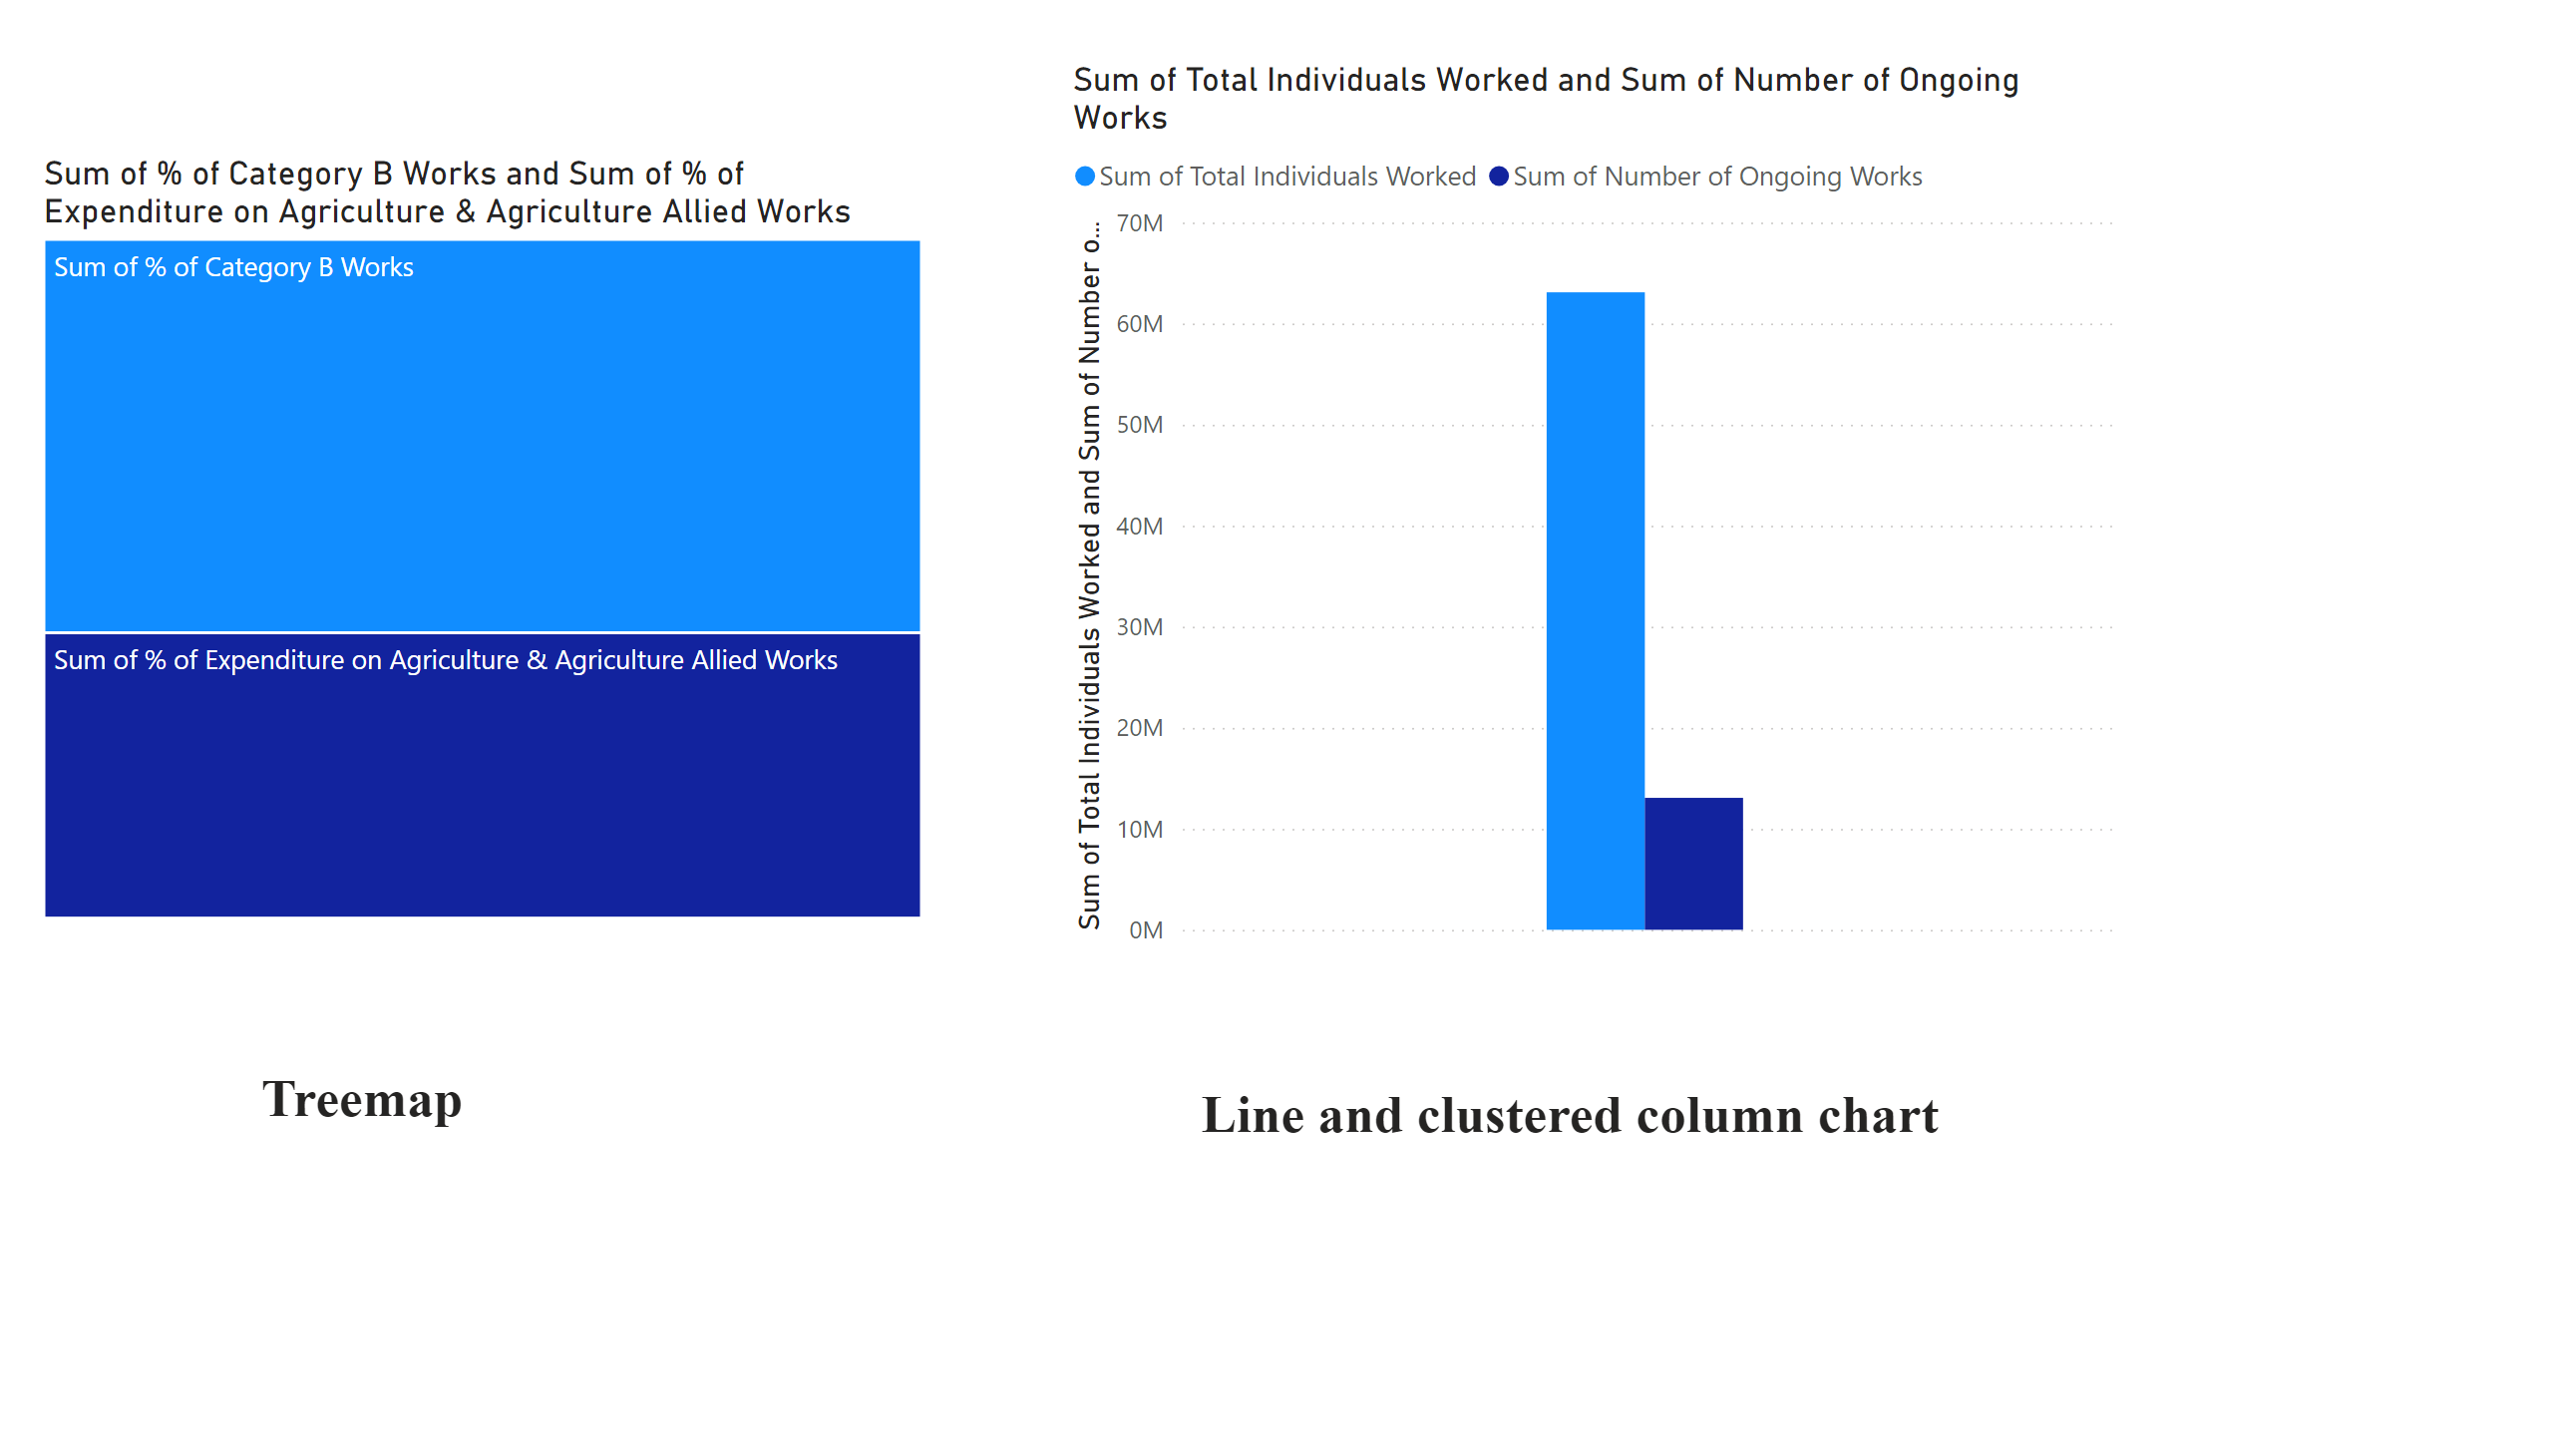 Sum of % of Category B Works and Sum of % of
Expenditure on Agriculture & Agriculture Allied Works
Sum of % of Category B Works
Sum of % of Expenditure on Agriculture & Agriculture Allied Works
Treemap
Sum of Total Individuals Worked and Sum of Number of Ongoing
Works
Sum of Total Individuals Worked
Sum of Number of Ongoing Works
Sum of Total Individuals Worked and Sum of Number o...
70M
60M
50M
40M
30M
20M
10M
0M
Line and clustered column chart